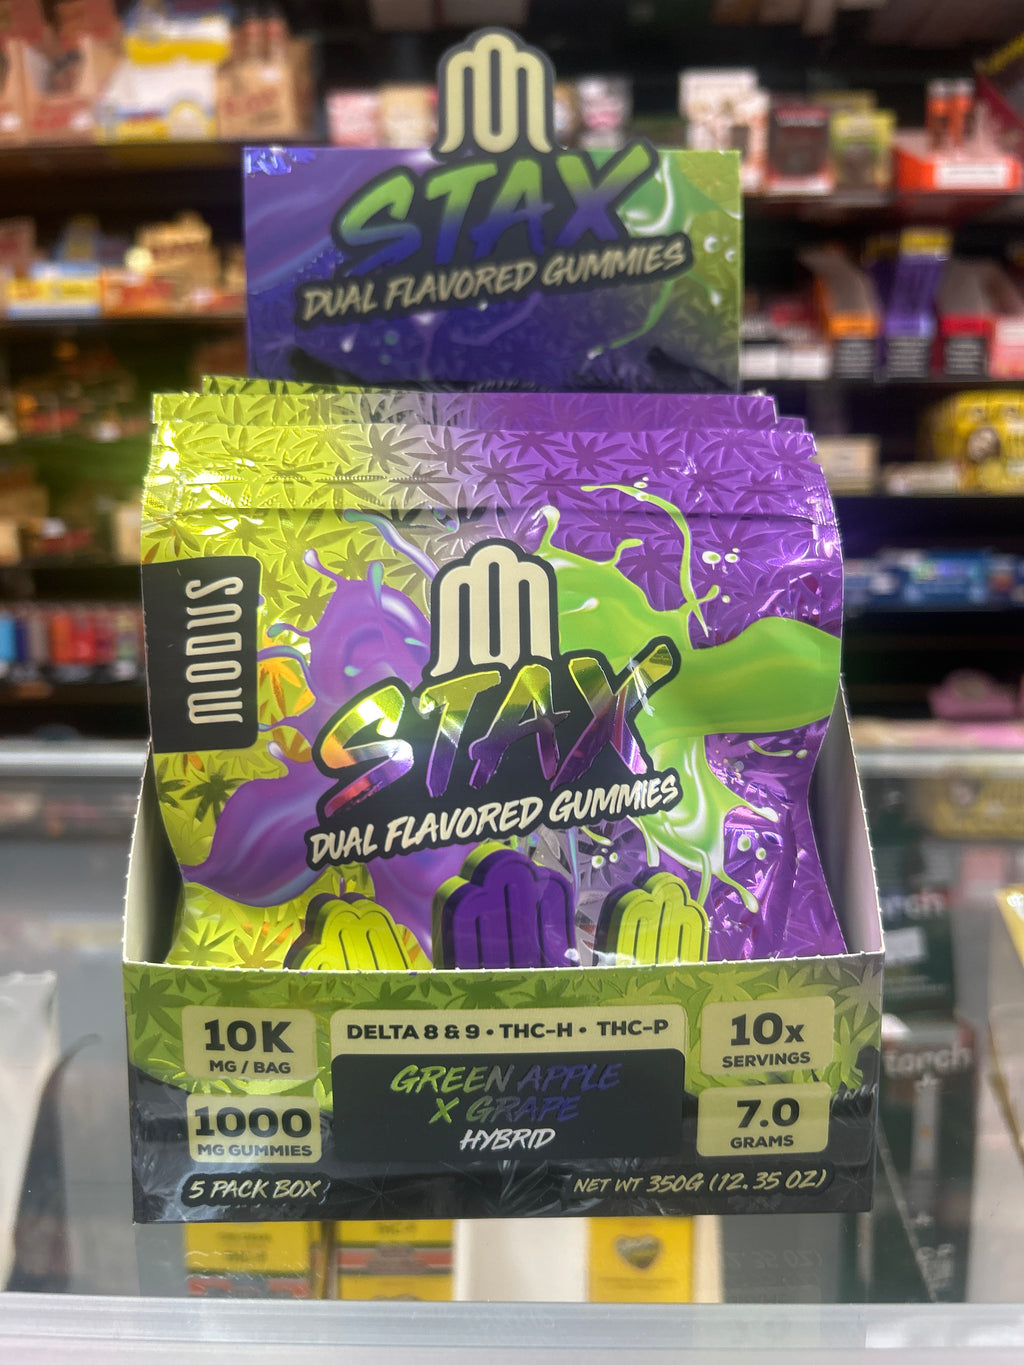 STAX
DUAL FLAVORED GUMMIES
MODUS
STAX
DUAL FLAVORED GUMMIES
10K
MG / BAG
1000
MG GUMMIES
5 PACK BOX
DELTA 8 & 9 • THC-H • THC-P
GREEN APPLE
X GRAPE
HYBRID
10x
SERVINGS
7.0
GRAMS
NET WT 350G (12.35 OZ)